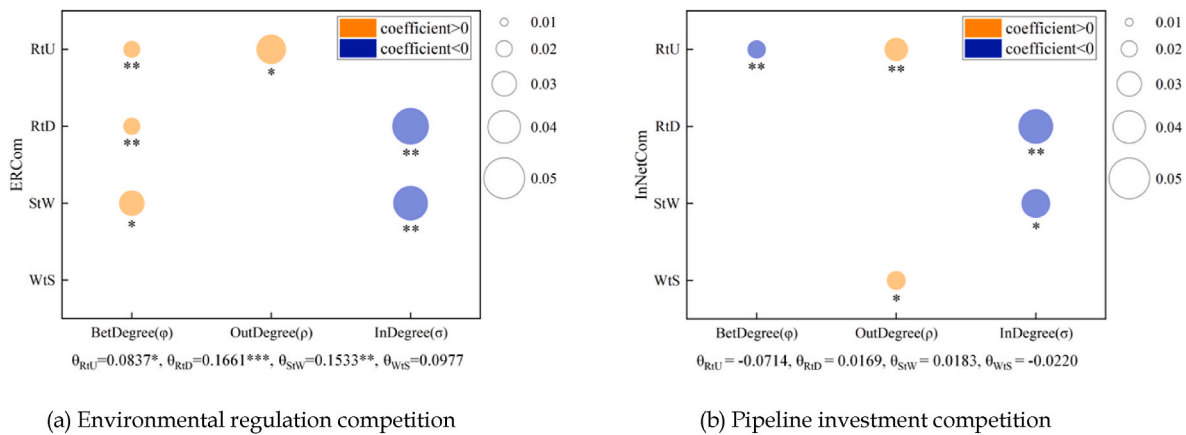 coefficient>0
coefficient<0
ERCom
RtU
RtD
StW
WtS
**
*
**
**
*
**
BetDegree(φ) OutDegree(ρ) InDegree(σ)
0.01
0.02
0.03
0.04
0.05
θRtU=0.0837*, θRtD=0.1661***, θStW=0.1533**, θWtS=0.0977
(a) Environmental regulation competition
coefficient>0
coefficient<0
InNetCom
RtU
RtD
StW
WtS
**
**
**
*
*
BetDegree(φ) OutDegree(ρ) InDegree(σ)
0.01
0.02
0.03
0.04
0.05
θRtU = -0.0714, θRtD = 0.0169, θStW = 0.0183, θWtS = -0.0220
(b) Pipeline investment competition